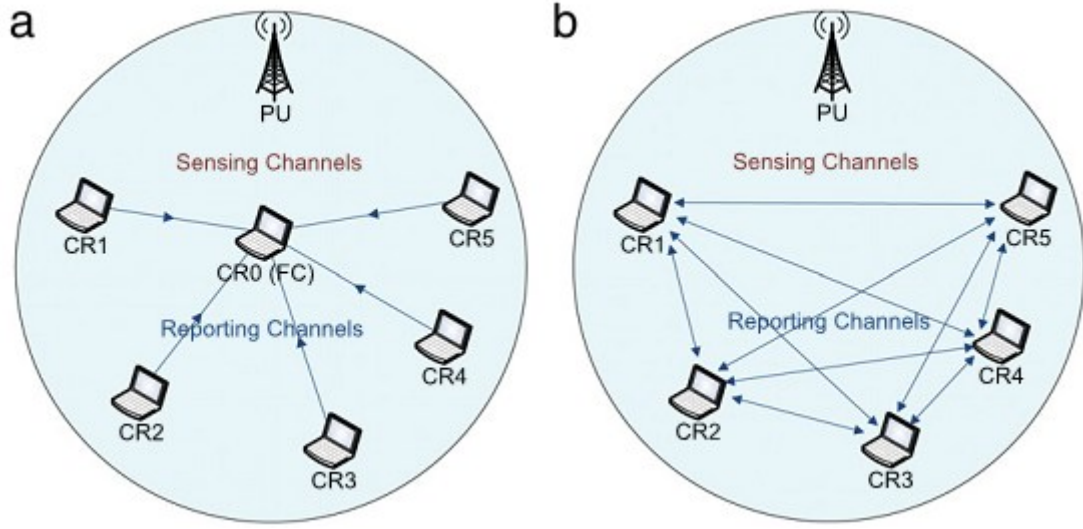 a
PU
Sensing Channels
CR1
CR5
CR0 (FC)
Reporting Channels
CR4
CR2
CR3
b
PU
Sensing Channels
CR1
CR5
Reporting Channels
CR4
CR2
CR3